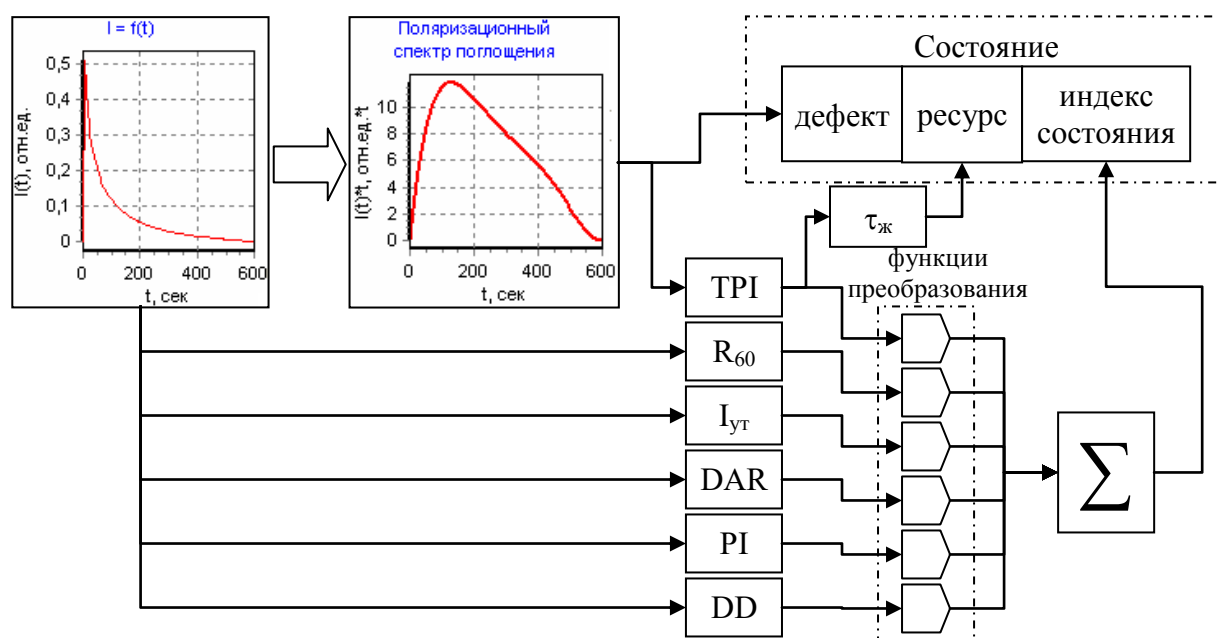 I = f(t)
I(t), отн.ед.
0,5
0,4
0,3
0,2
0,1
0
0 200 400 600
t, сек
Поляризационный
спектр поглощения
I(t)*t, отн.ед.*t
10
8
6
4
2
0
0 200 400 600
t, сек
Состояние
дефект
ресурс
индекс
состояния
τж
функции
преобразования
TPI
R60
Iут
DAR
PI
DD
∑